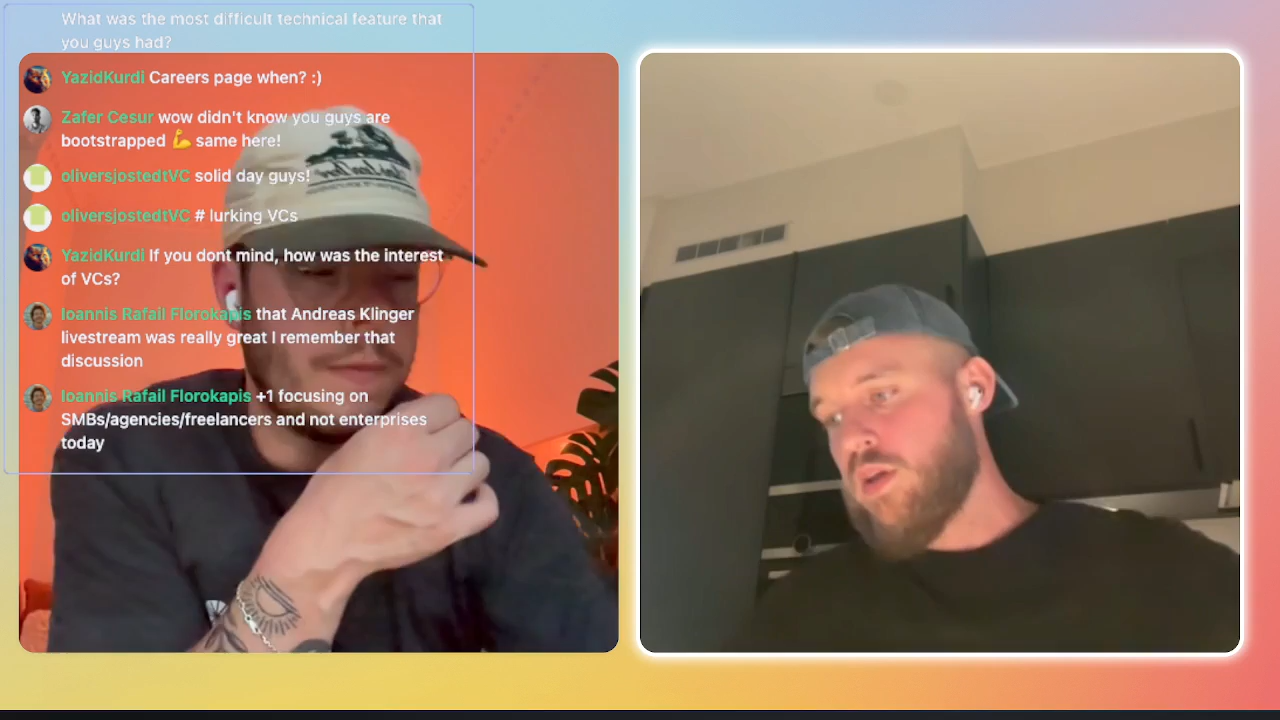 What was the most difficult technical feature that
you guys had?
YazidKurdi Careers page when? :)
Zafer Cesur wow didn't know you guys are
bootstrapped 💪 same here!
oliversjostedtVC solid day guys!
oliversjostedtVC # lurking VCs
YazidKurdi If you dont mind, how was the interest
of VCs?
Ioannis Rafail Florokapis that Andreas Klinger
livestream was really great I remember that
discussion
Ioannis Rafail Florokapis +1 focusing on
SMBs/agencies/freelancers and not enterprises
today